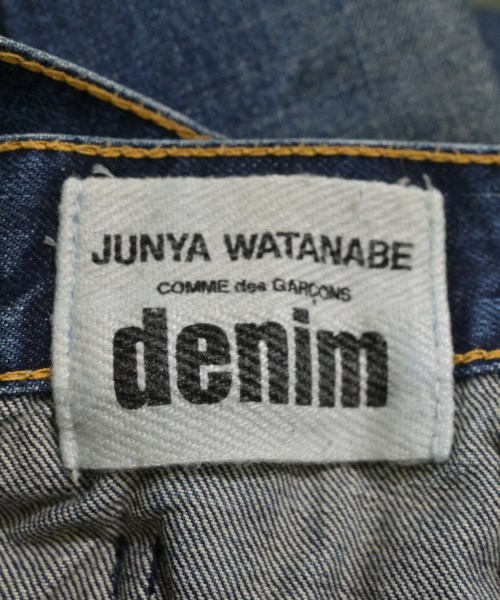 JUNYA WATANABE
COMME des GARÇONS
denim